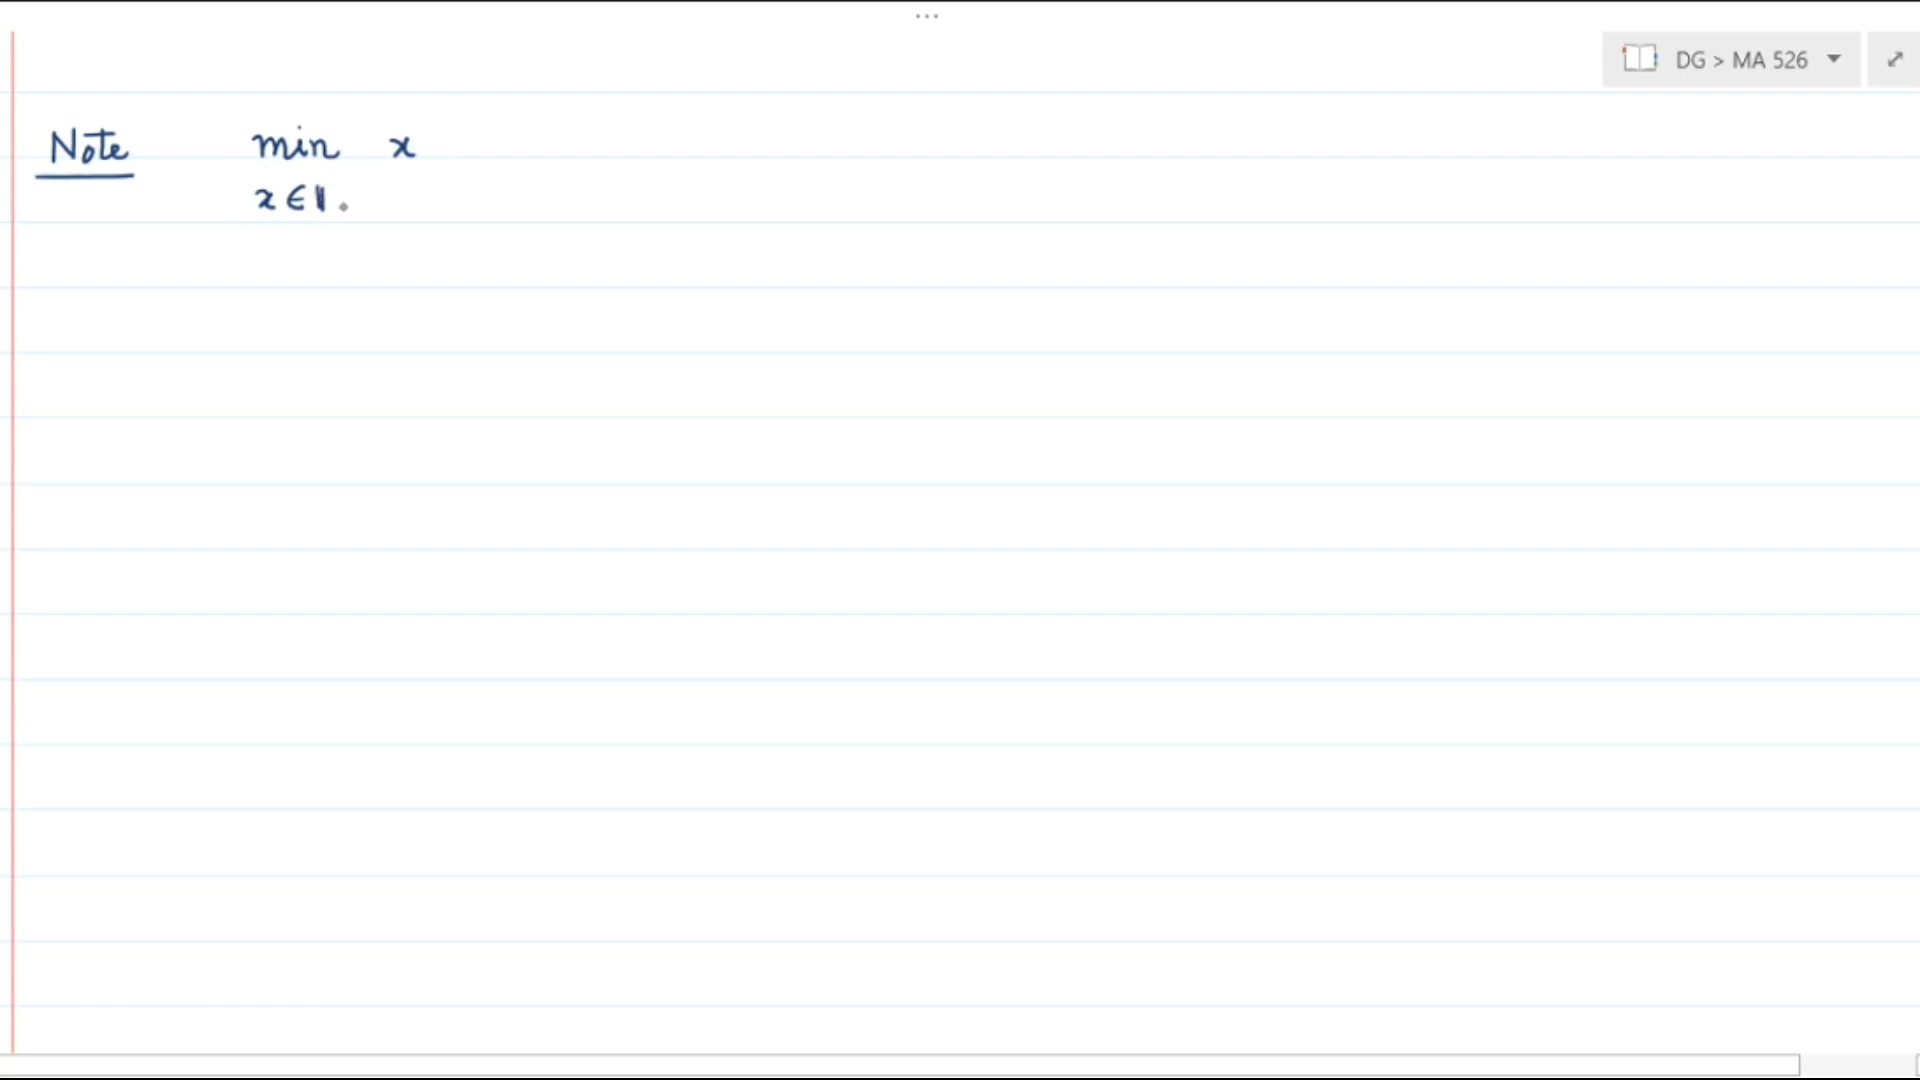 DG > MA 526
Note min x
x ∈